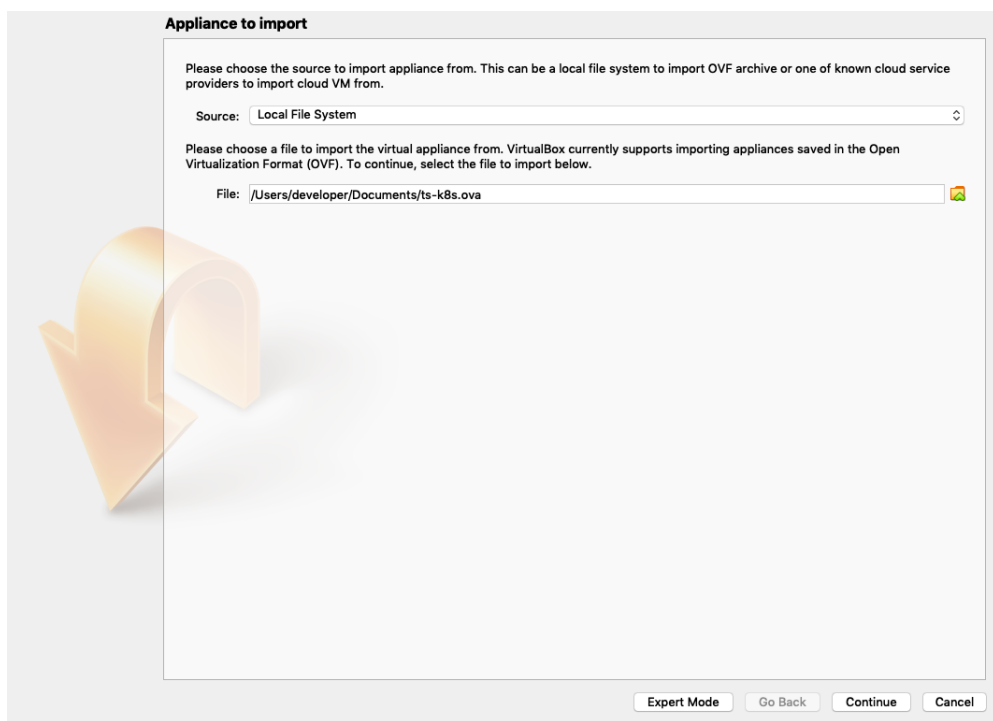 Appliance to import
Please choose the source to import appliance from. This can be a local file system to import OVF archive or one of known cloud service
providers to import cloud VM from.
Source: Local File System
Please choose a file to import the virtual appliance from. VirtualBox currently supports importing appliances saved in the Open
Virtualization Format (OVF). To continue, select the file to import below.
File: /Users/developer/Documents/ts-k8s.ova
Expert Mode Go Back Continue Cancel